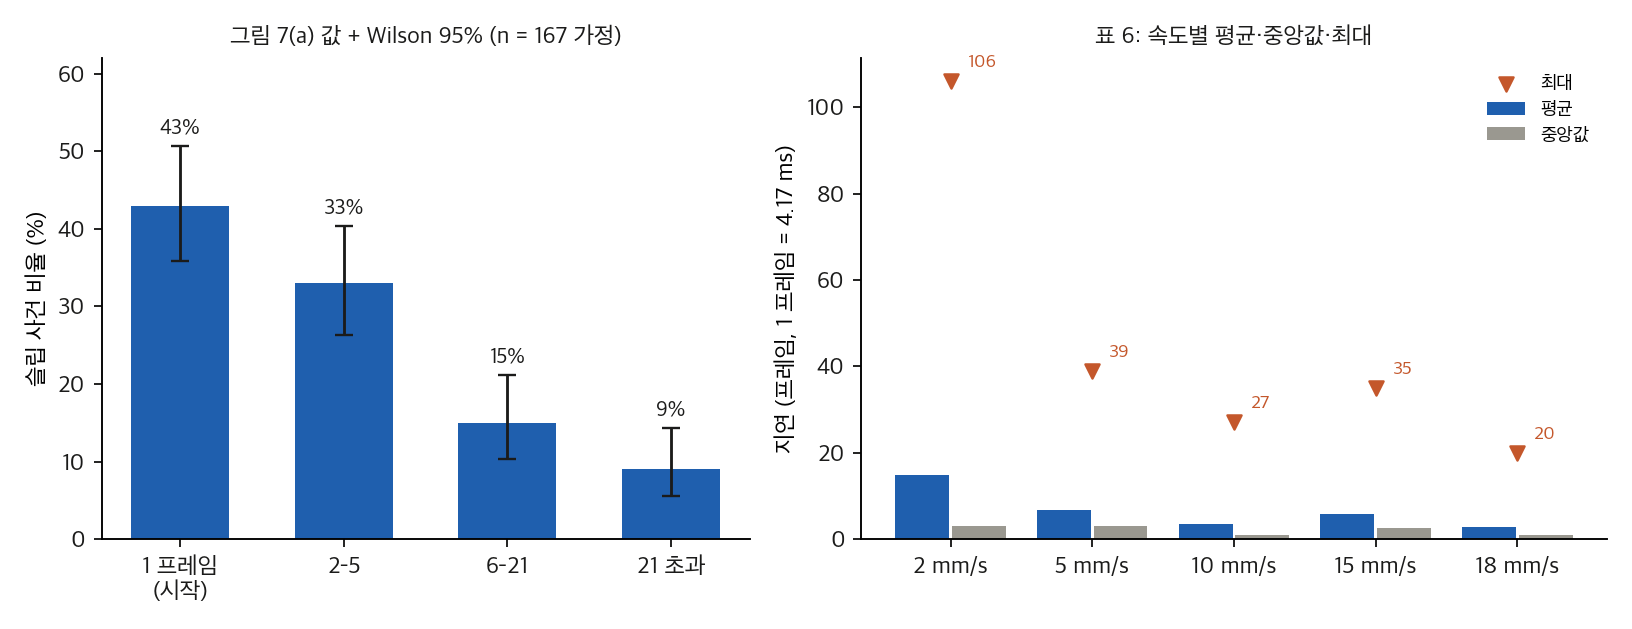 그림 7(a) 값 + Wilson 95% (n = 167 가정)
슬립 사건 비율 (%)
60
50
40
30
20
10
0
43%
33%
15%
9%
1 프레임
(시작)
2-5
6-21
21 초과
표 6: 속도별 평균·중앙값·최대
지연 (프레임, 1 프레임 = 4.17 ms)
100
80
60
40
20
0
106
39
27
35
20
최대
평균
중앙값
2 mm/s
5 mm/s
10 mm/s
15 mm/s
18 mm/s